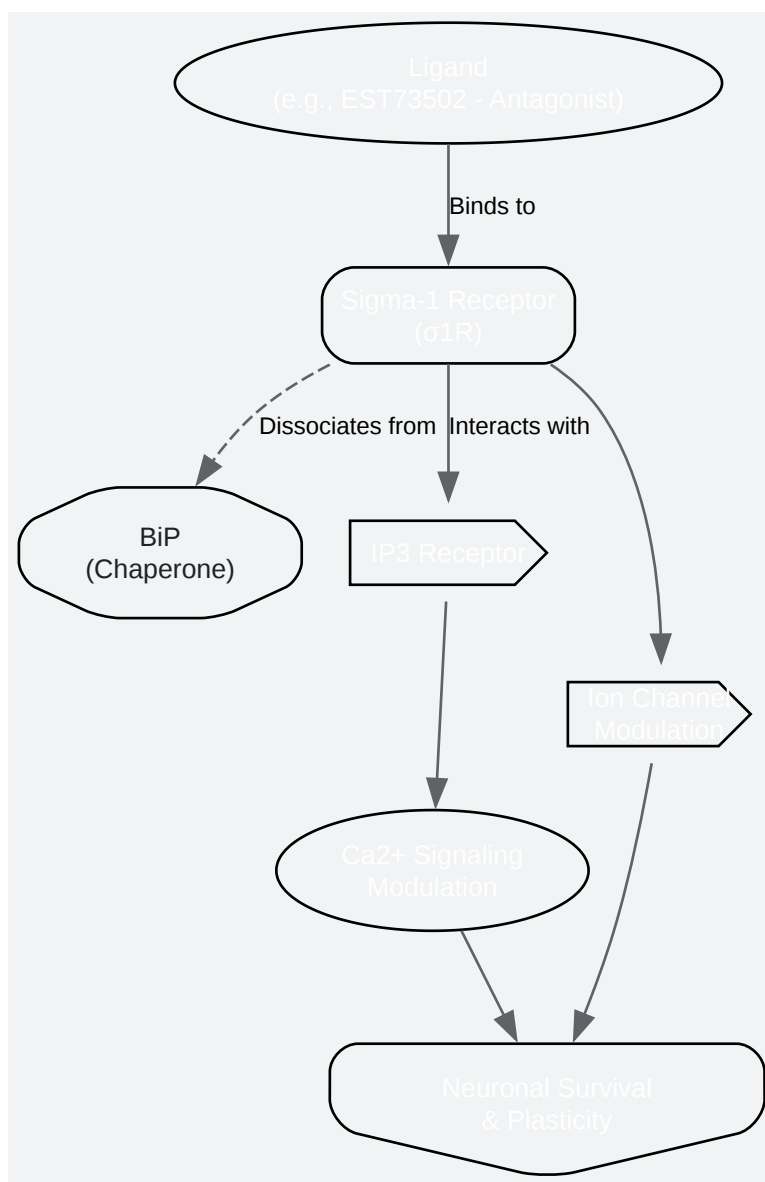 Ligand
(e.g., EST73502 - Antagonist)
Binds to
Sigma-1 Receptor
(σ1R)
Dissociates from
Interacts with
BiP
(Chaperone)
IP3 Receptor
Ion Channel
Modulation
Ca2+ Signaling
Modulation
Neuronal Survival
& Plasticity